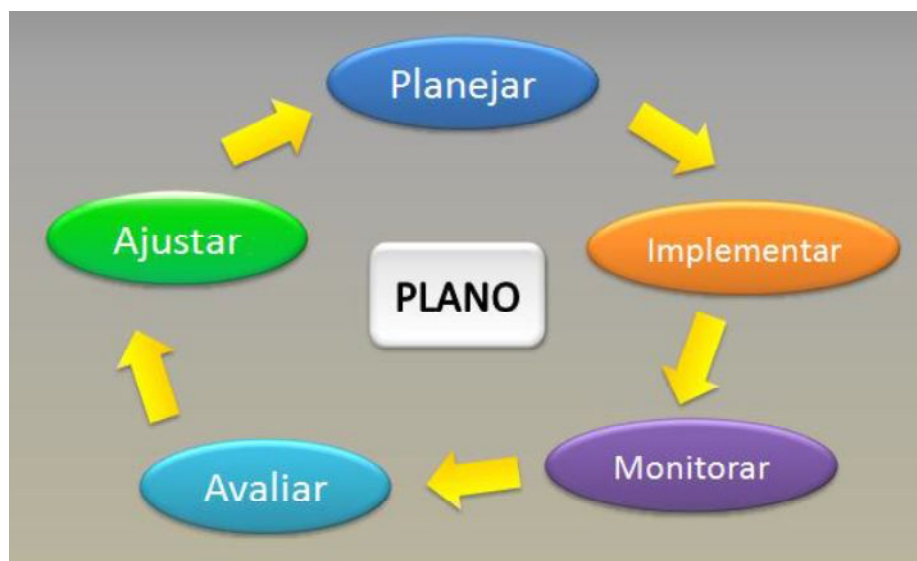 Planejar
Implementar
Monitorar
Avaliar
Ajustar
PLANO